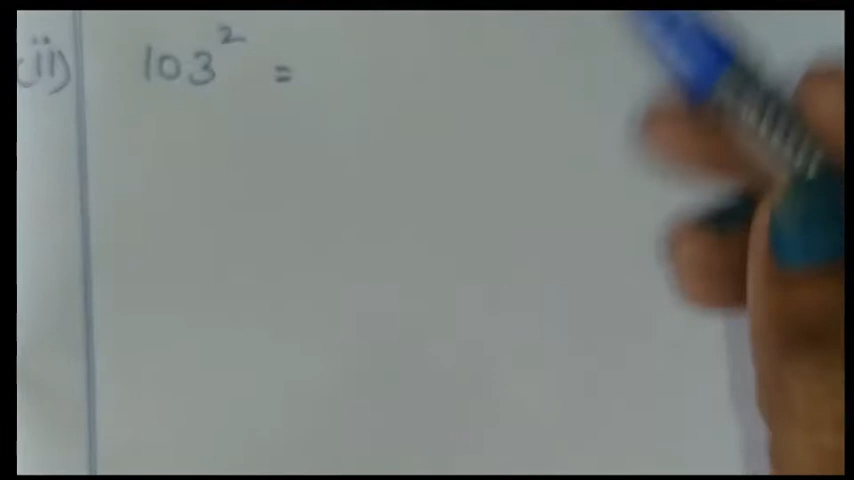 (ii) 103² =